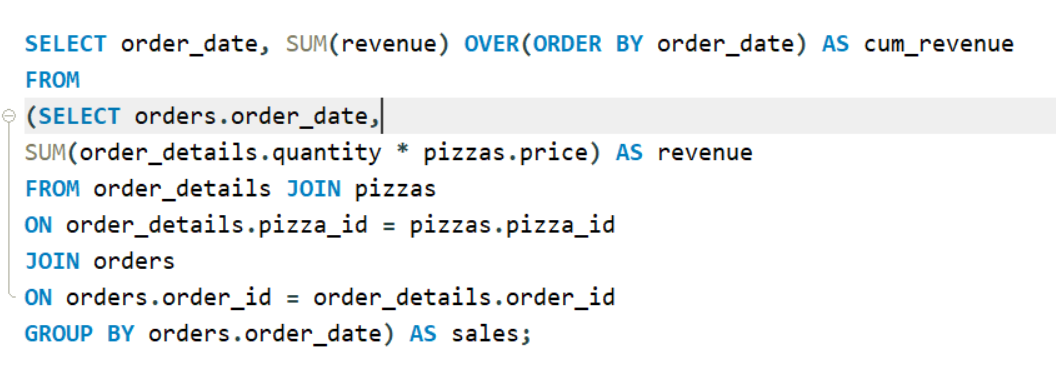 SELECT order_date, SUM(revenue) OVER(ORDER BY order_date) AS cum_revenue
FROM
(SELECT orders.order_date,
SUM(order_details.quantity * pizzas.price) AS revenue
FROM order_details JOIN pizzas
ON order_details.pizza_id = pizzas.pizza_id
JOIN orders
ON orders.order_id = order_details.order_id
GROUP BY orders.order_date) AS sales;